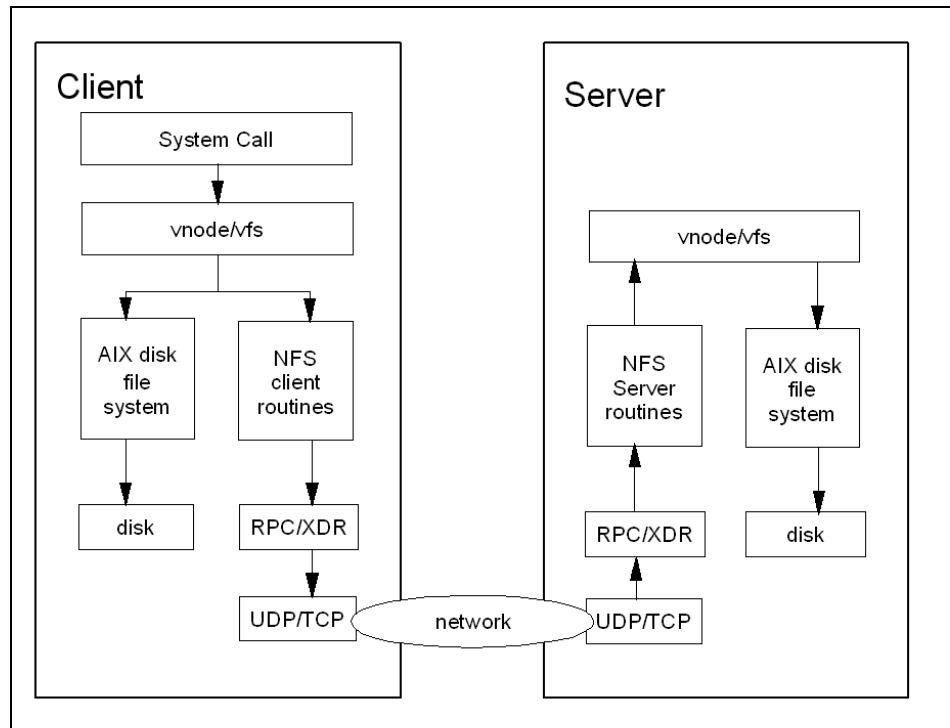 Client
System Call
vnode/vfs
AIX disk
file
system
NFS
client
routines
disk
RPC/XDR
UDP/TCP
network
Server
vnode/vfs
NFS
Server
routines
AIX disk
file
system
RPC/XDR
disk
UDP/TCP